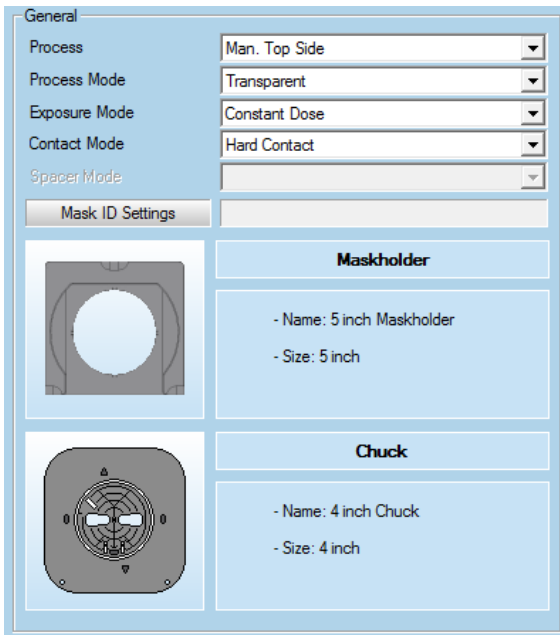 General
Process Man. Top Side
Process Mode Transparent
Exposure Mode Constant Dose
Contact Mode Hard Contact
Spacer Mode
Mask ID Settings
Maskholder
- Name: 5 inch Maskholder
- Size: 5 inch
Chuck
- Name: 4 inch Chuck
- Size: 4 inch